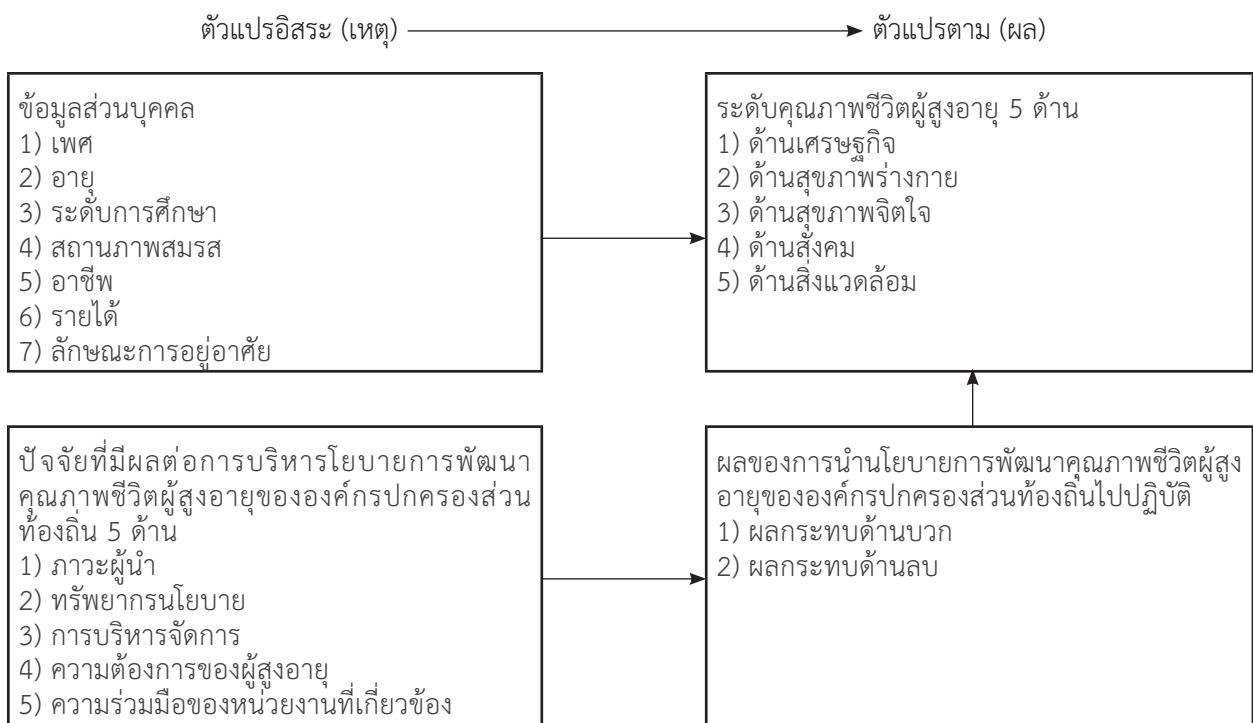 ตัวแปรอิสระ (เหตุ)
ตัวแปรตาม (ผล)
ข้อมูลส่วนบุคคล
1) เพศ
2) อายุ
3) ระดับการศึกษา
4) สถานภาพสมรส
5) อาชีพ
6) รายได้
7) ลักษณะการอยู่อาศัย
ระดับคุณภาพชีวิตผู้สูงอายุ 5 ด้าน
1) ด้านเศรษฐกิจ
2) ด้านสุขภาพร่างกาย
3) ด้านสุขภาพจิตใจ
4) ด้านสังคม
5) ด้านสิ่งแวดล้อม
ปัจจัยที่มีผลต่อการบริหารโยบายการพัฒนา
คุณภาพชีวิตผู้สูงอายุขององค์กรปกครองส่วน
ท้องถิ่น 5 ด้าน
1) ภาวะผู้นำ
2) ทรัพยากรนโยบาย
3) การบริหารจัดการ
4) ความต้องการของผู้สูงอายุ
5) ความร่วมมือของหน่วยงานที่เกี่ยวข้อง
ผลของการนำนโยบายการพัฒนาคุณภาพชีวิตผู้สูง
อายุขององค์กรปกครองส่วนท้องถิ่นไปปฏิบัติ
1) ผลกระทบด้านบวก
2) ผลกระทบด้านลบ